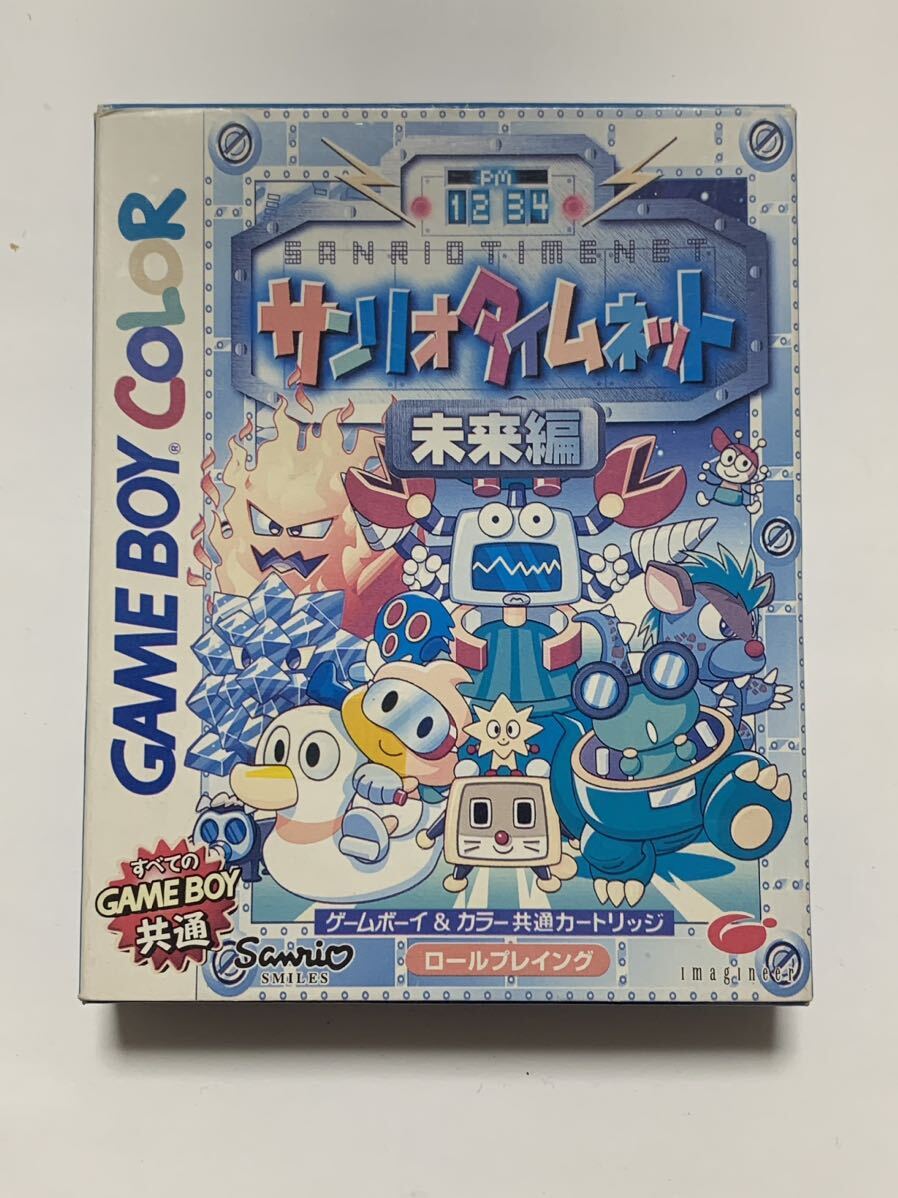 GAME BOY COLOR
PM
12 34
SANRIO TIMENET
サンリオタイムネット
未来編
すべての
GAME BOY
共通
Sanrio
SMILES
ゲームボーイ & カラー共通カートリッジ
ロールプレイング
imagineer